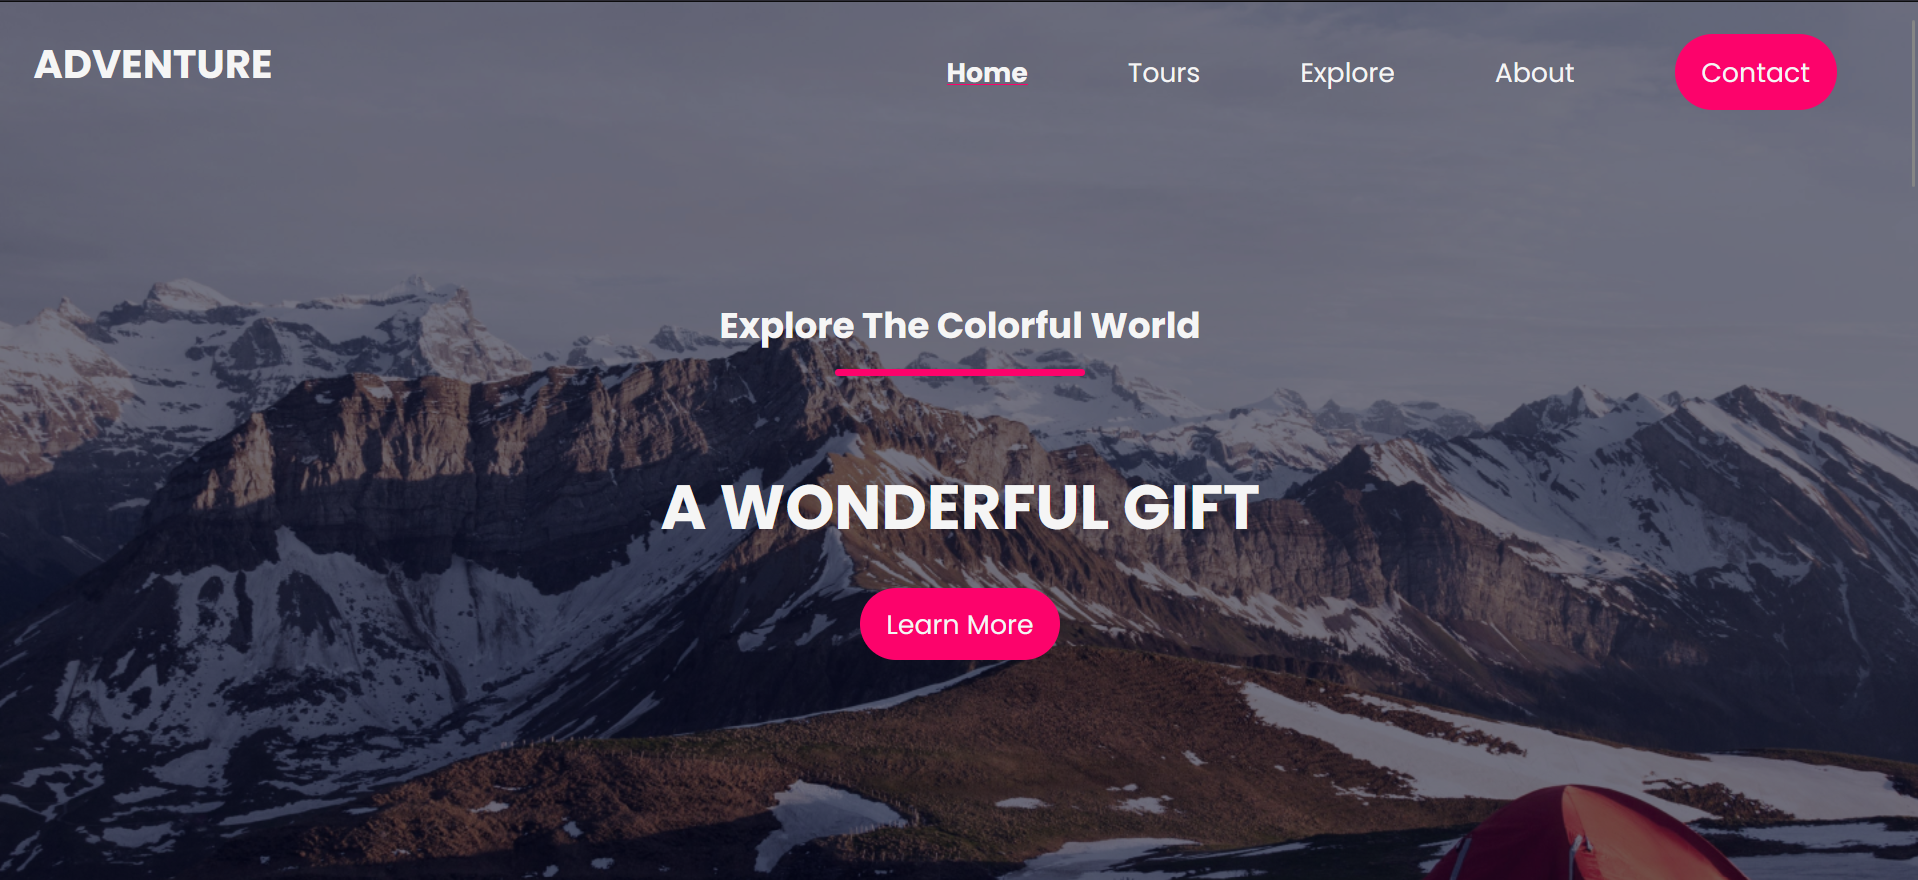 ADVENTURE
Home Tours Explore About Contact
Explore The Colorful World
A WONDERFUL GIFT
Learn More